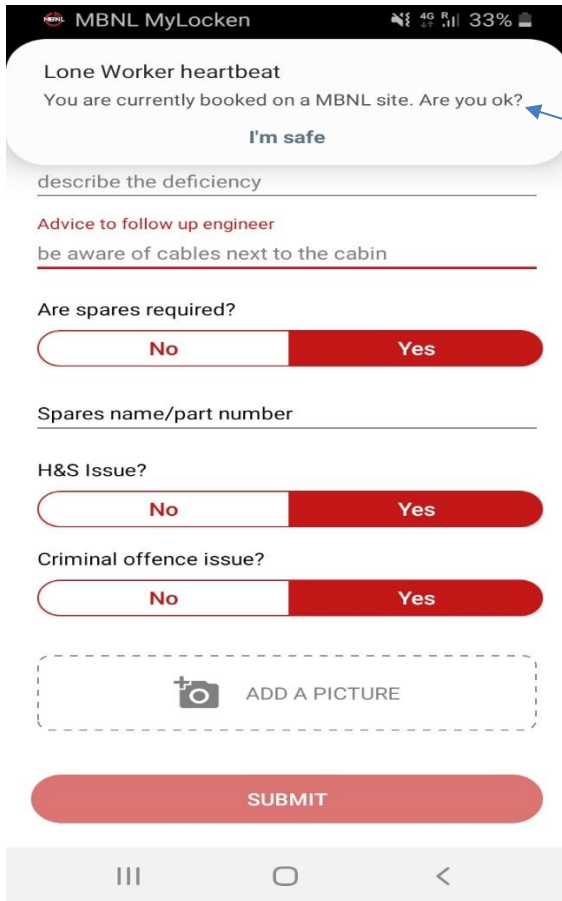 MBNL MBNL MyLocken 4G R 33%
Lone Worker heartbeat
You are currently booked on a MBNL site. Are you ok?
I'm safe
describe the deficiency
Advice to follow up engineer
be aware of cables next to the cabin
Are spares required?
No Yes
Spares name/part number
H&S Issue?
No Yes
Criminal offence issue?
No Yes
ADD A PICTURE
SUBMIT